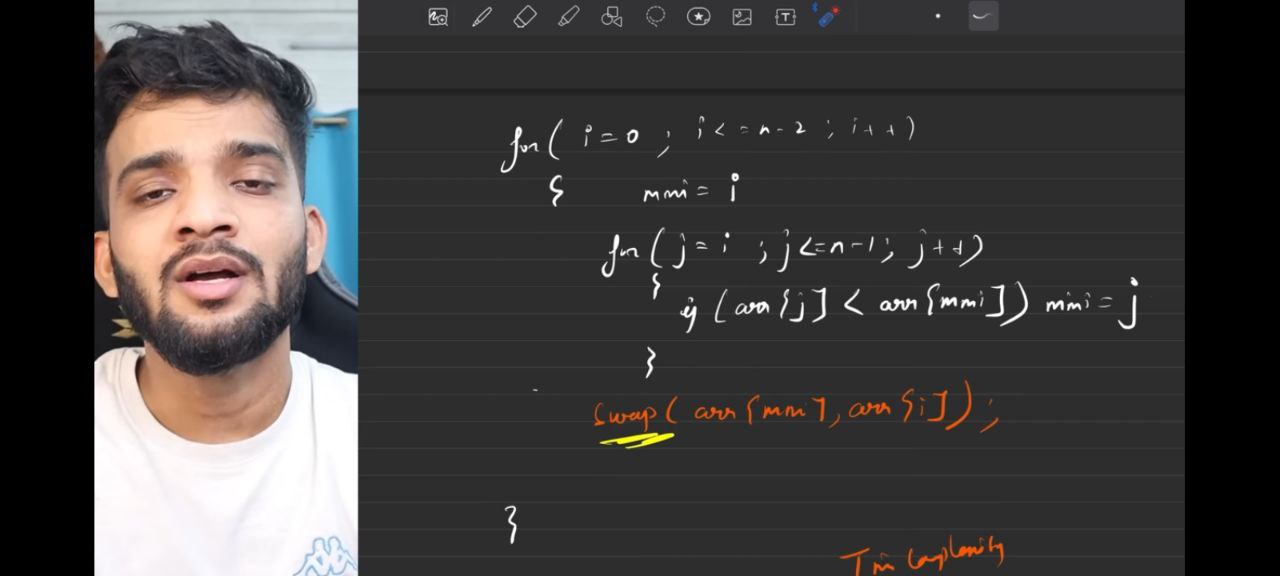 for( i=0 ; i<=n-2 ; i++)
{ mini = i
for( j=i ; j<=n-1; j++)
{
if (arr[j] < arr[mini]) mini = j
}
swap( arr[mini], arr[i]);
}
Time Complexity